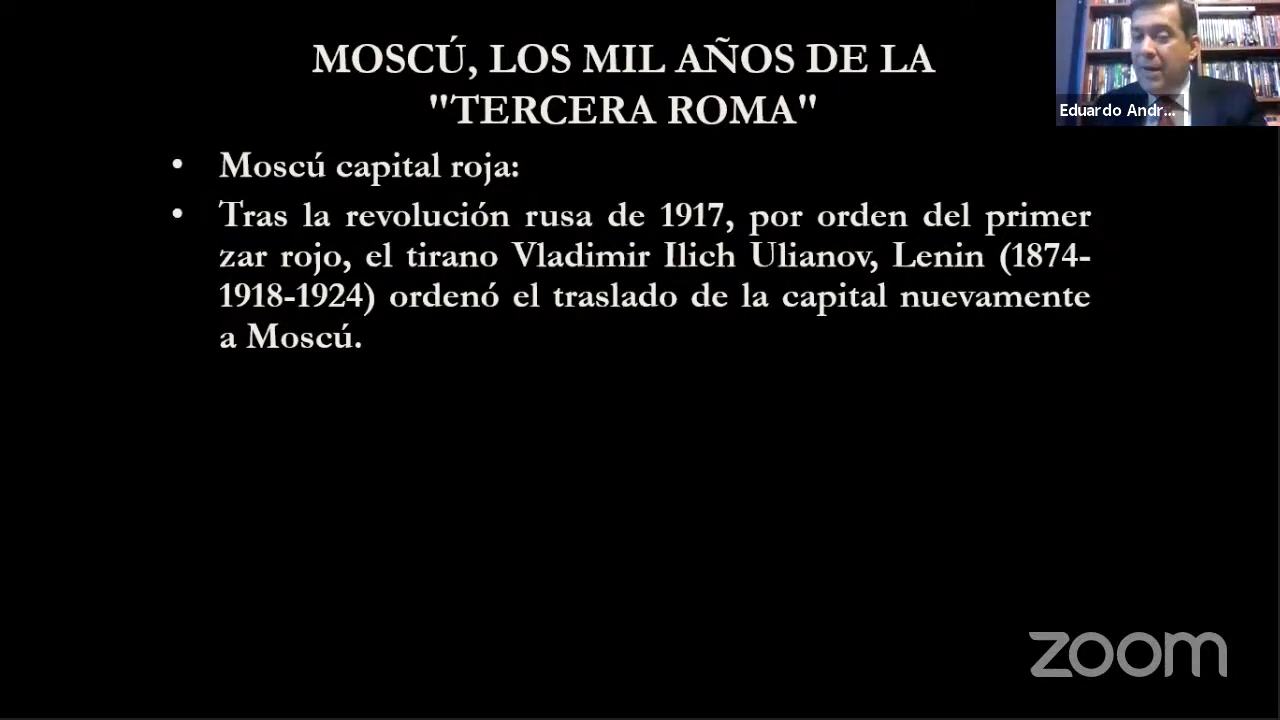 MOSCÚ, LOS MIL AÑOS DE LA
"TERCERA ROMA"
• Moscú capital roja:
• Tras la revolución rusa de 1917, por orden del primer
zar rojo, el tirano Vladimir Ilich Ulianov, Lenin (1874-
1918-1924) ordenó el traslado de la capital nuevamente
a Moscú.
Eduardo Andr...
zoom